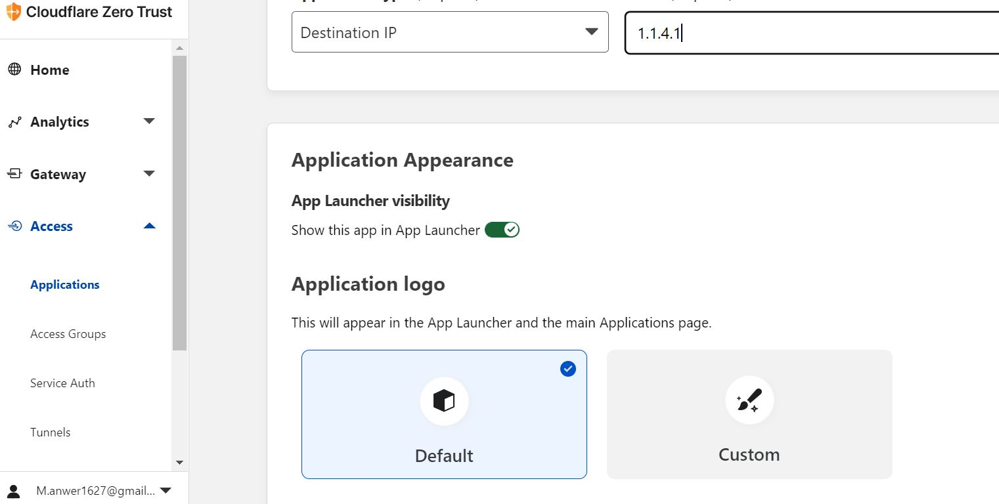 Cloudflare Zero Trust
Home
Analytics
Gateway
Access
Applications
Access Groups
Service Auth
Tunnels
M.anwer1627@gmail...
Destination IP
1.1.4.1
Application Appearance
App Launcher visibility
Show this app in App Launcher
Application logo
This will appear in the App Launcher and the main Applications page.
Default
Custom